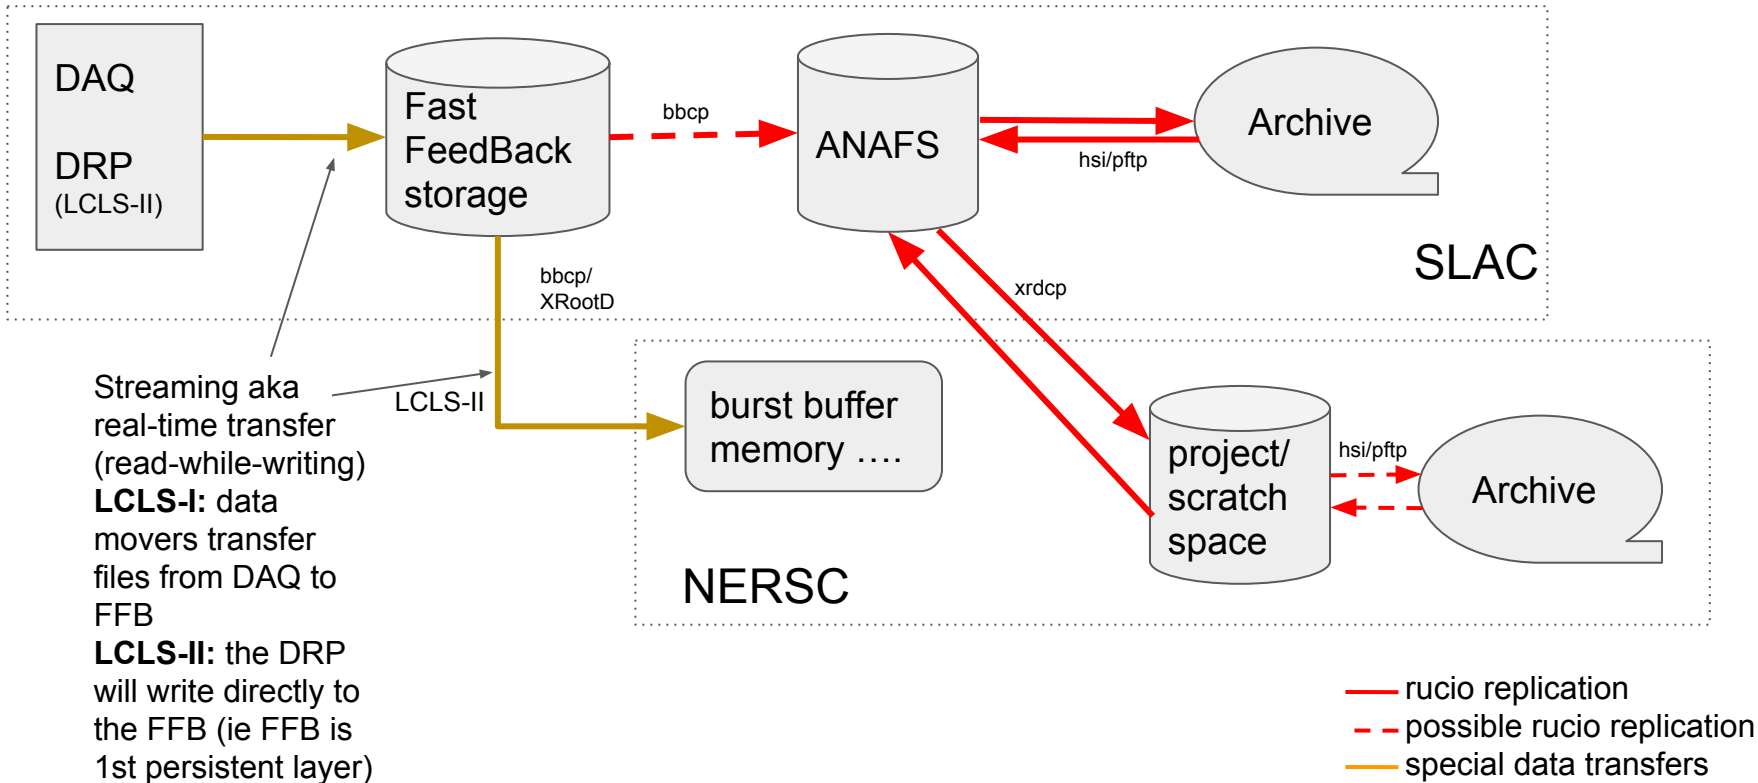 DAQ
DRP
(LCLS-II)
Fast
FeedBack
storage
bbcp
ANAFS
Archive
hsi/pftp
SLAC
bbcp/
XRootD
xrdcp
LCLS-II
burst buffer
memory ....
project/
scratch
space
hsi/pftp
Archive
NERSC
Streaming aka
real-time transfer
(read-while-writing)
LCLS-I: data
movers transfer
files from DAQ to
FFB
LCLS-II: the DRP
will write directly to
the FFB (ie FFB is
1st persistent layer)
rucio replication
possible rucio replication
special data transfers